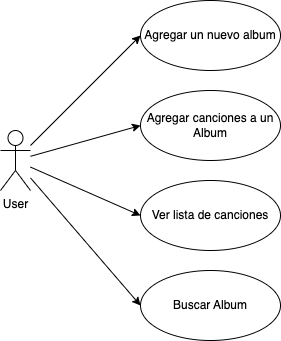 Agregar un nuevo album
Agregar canciones a un
Album
User
Ver lista de canciones
Buscar Album